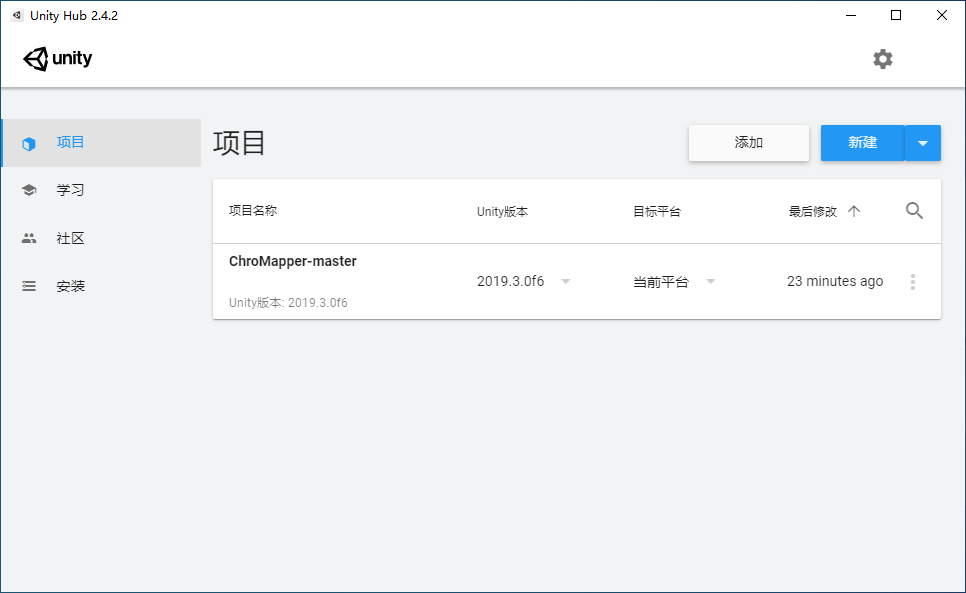 Unity Hub 2.4.2
unity
项目
学习
社区
安装
项目
添加
新建
项目名称
Unity版本
目标平台
最后修改
ChroMapper-master
Unity版本: 2019.3.0f6
2019.3.0f6
当前平台
23 minutes ago